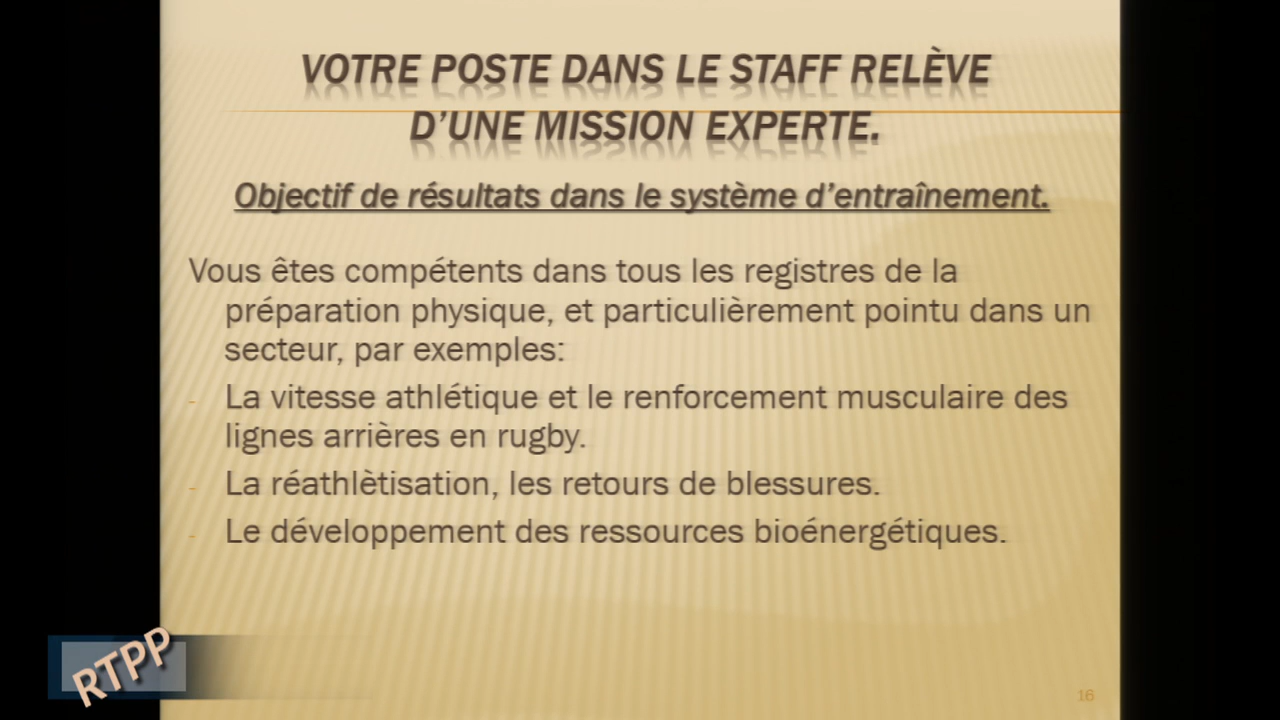 VOTRE POSTE DANS LE STAFF RELÈVE
D’UNE MISSION EXPERTE.
Objectif de résultats dans le système d’entraînement.
Vous êtes compétents dans tous les registres de la
préparation physique, et particulièrement pointu dans un
secteur, par exemples:
- La vitesse athlétique et le renforcement musculaire des
lignes arrières en rugby.
- La réathlètisation, les retours de blessures.
- Le développement des ressources bioénergétiques.
RTPP
16